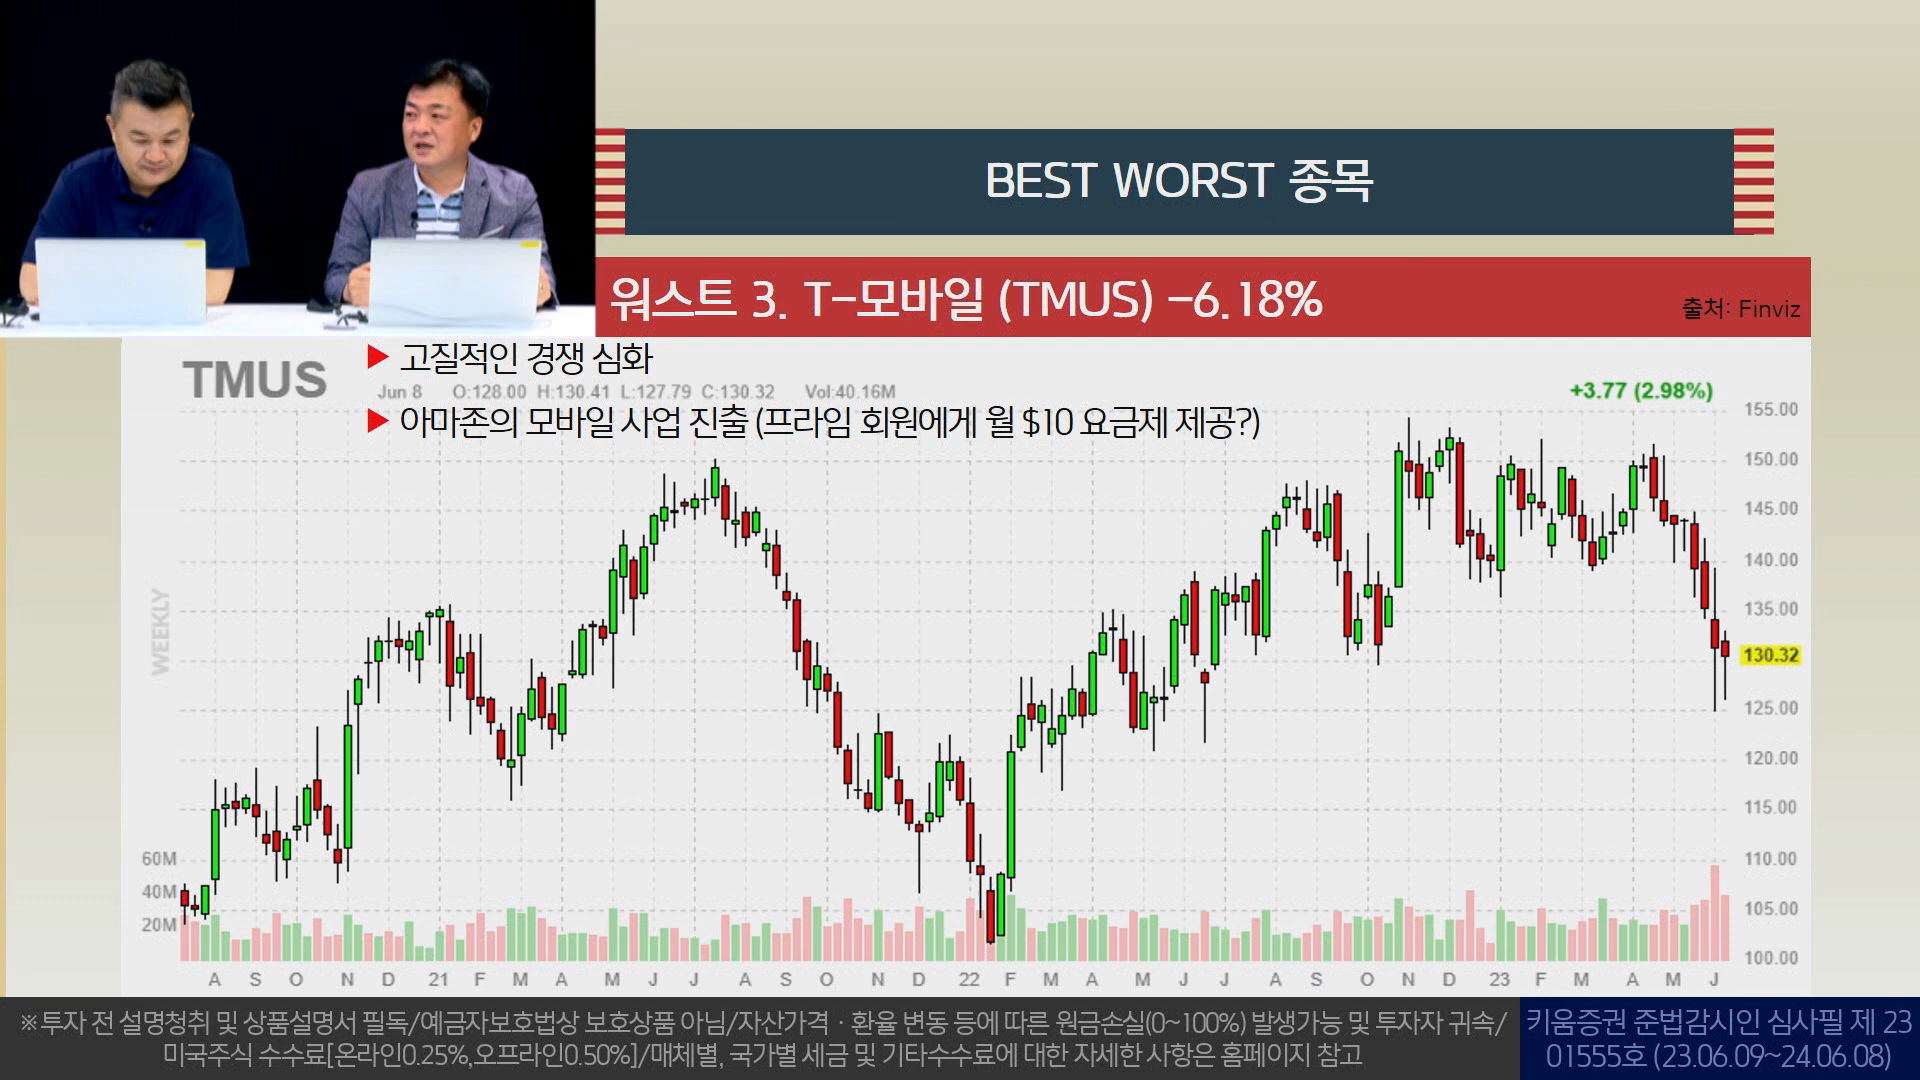 BEST WORST 종목
워스트 3. T-모바일 (TMUS) -6.18%
출처: Finviz
▶ 고질적인 경쟁 심화
TMUS
Jun 8 O:128.00 H:130.41 L:127.79 C:130.32 Vol:40.16M
+3.77 (2.98%)
▶ 아마존의 모바일 사업 진출 (프라임 회원에게 월 $10 요금제 제공?)
WEEKLY
155.00
150.00
145.00
140.00
135.00
130.32
125.00
120.00
115.00
110.00
105.00
100.00
60M
40M
20M
A S O N D 21 F M A M J J A S O N D 22 F M A M J J A S O N D 23 F M A M J
※투자 전 설명청취 및 상품설명서 필독/예금자보호법상 보호상품 아님/자산가격·환율 변동 등에 따른 원금손실(0~100%) 발생가능 및 투자자 귀속/
미국주식 수수료[온라인0.25%,오프라인0.50%]/매체별, 국가별 세금 및 기타수수료에 대한 자세한 사항은 홈페이지 참고
키움증권 준법감시인 심사필 제 23
01555호 (23.06.09~24.06.08)